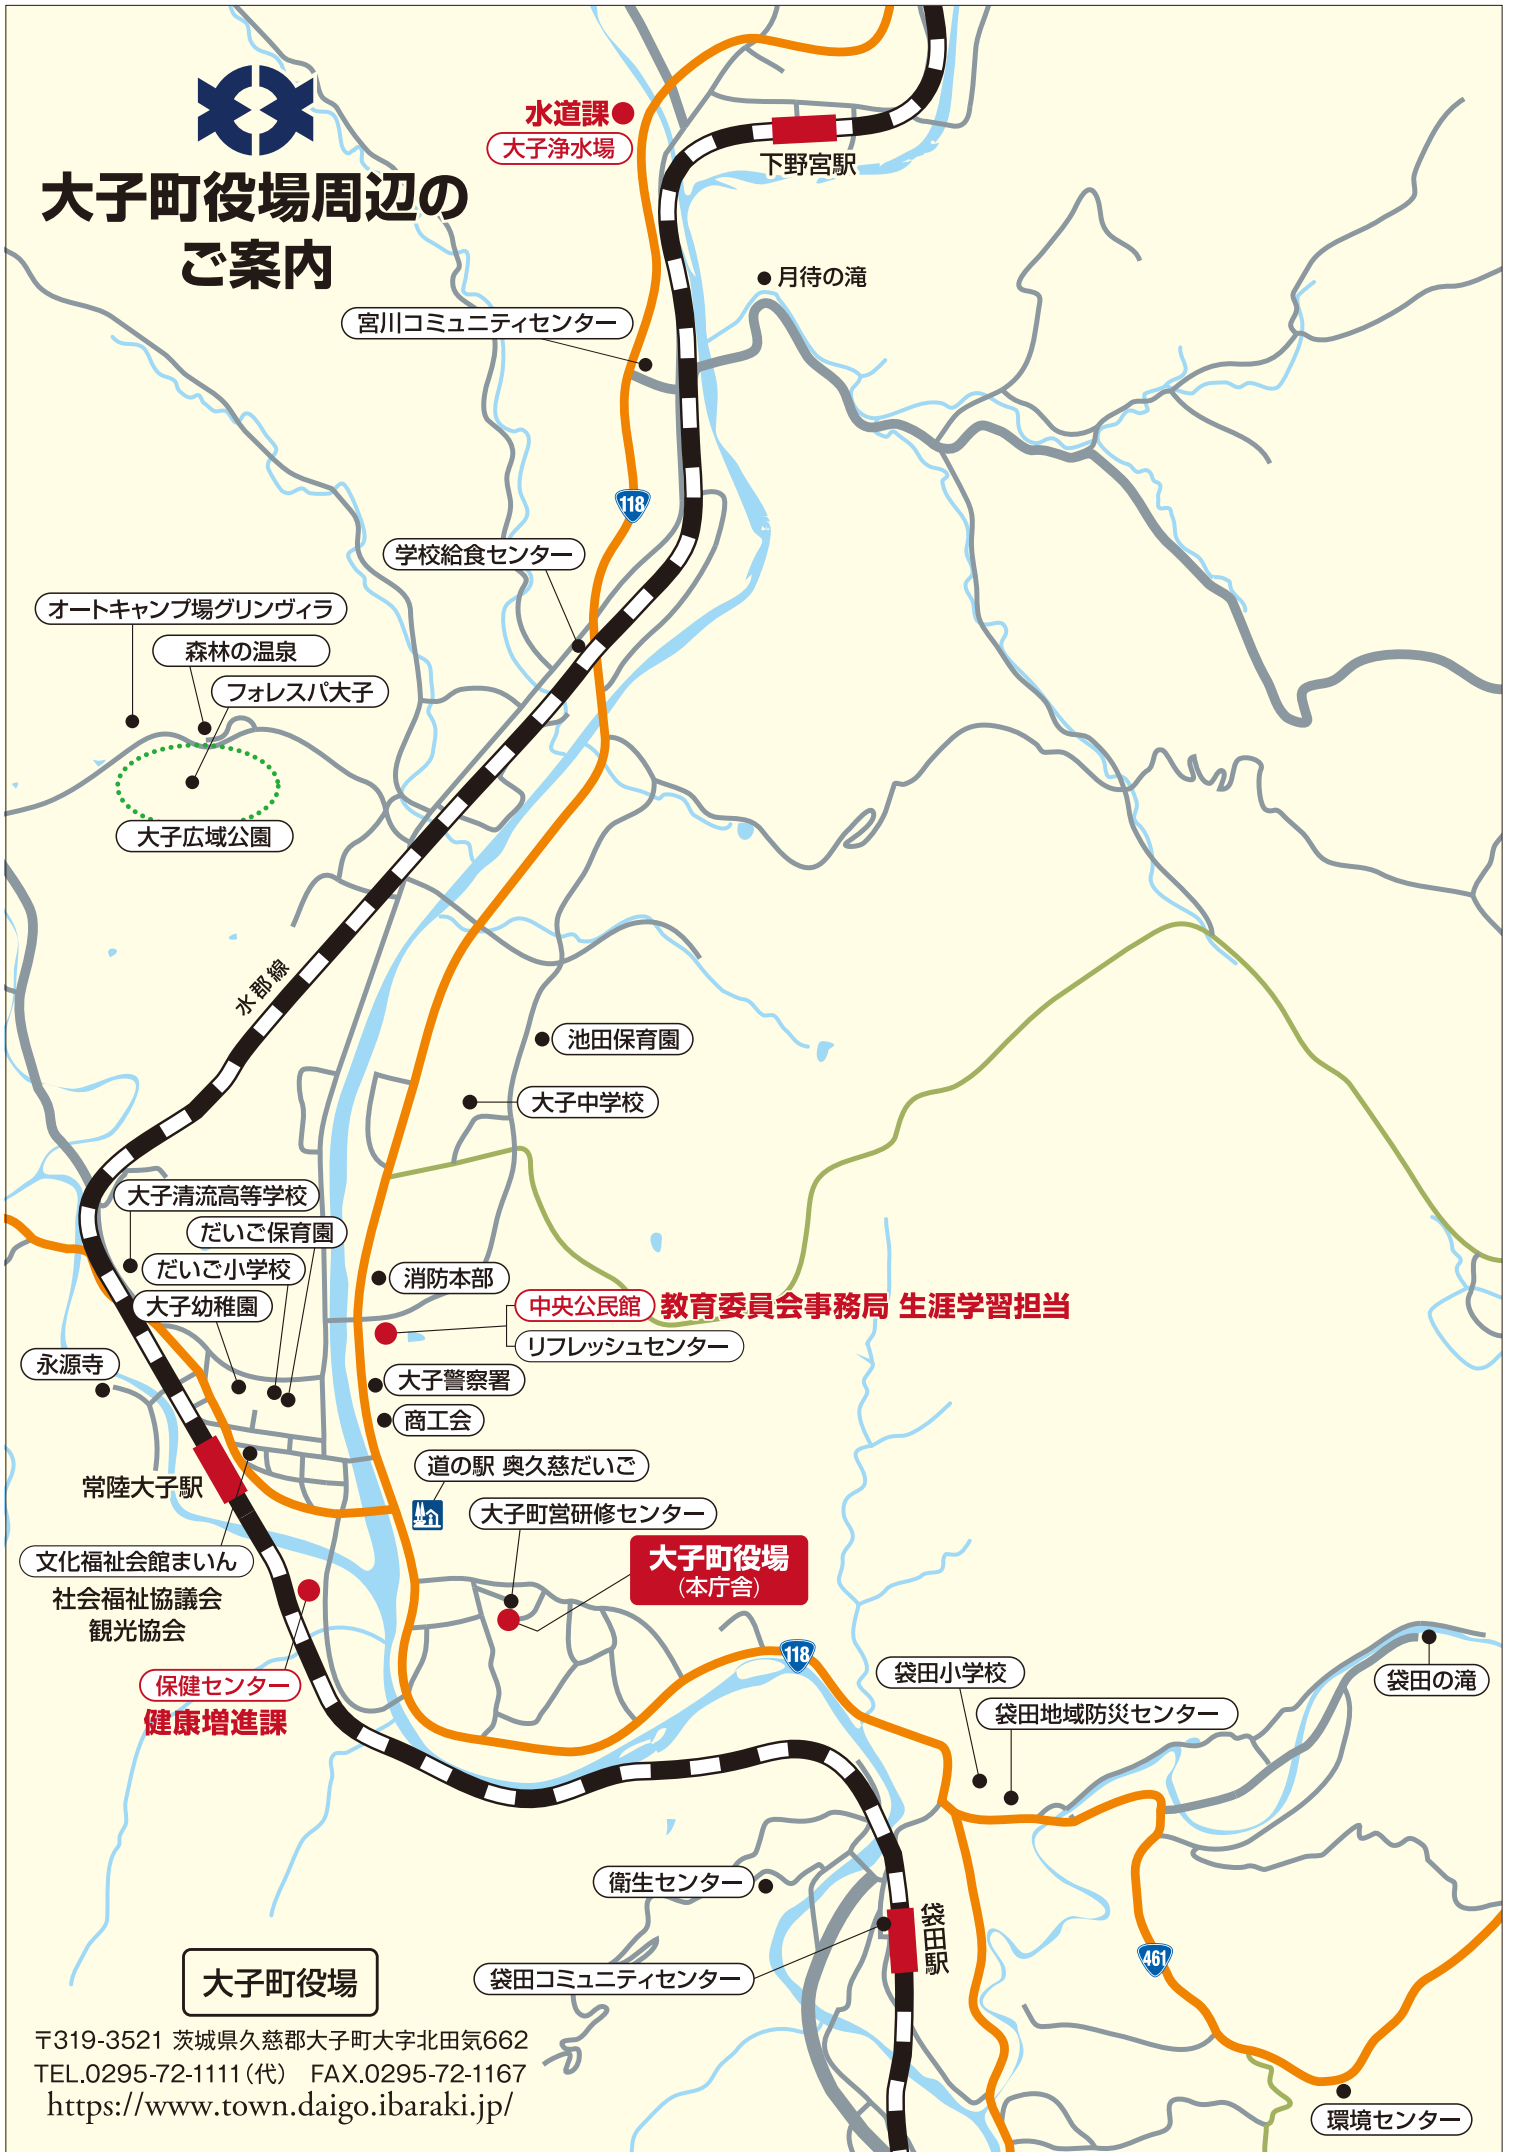 大子町役場周辺の
ご案内
水道課
大子浄水場
下野宮駅
月待の滝
宮川コミュニティセンター
118
学校給食センター
オートキャンプ場グリンヴィラ
森林の温泉
フォレスパ大子
大子広域公園
水郡線
池田保育園
大子中学校
大子清流高等学校
だいご保育園
だいご小学校
大子幼稚園
消防本部
中央公民館 教育委員会事務局 生涯学習担当
リフレッシュセンター
永源寺
大子警察署
商工会
道の駅 奥久慈だいご
常陸大子駅
大子町営研修センター
大子町役場
(本庁舎)
文化福祉会館まいん
社会福祉協議会
観光協会
保健センター
健康増進課
118
袋田小学校
袋田の滝
袋田地域防災センター
衛生センター
袋田駅
袋田コミュニティセンター
461
環境センター
大子町役場
〒319-3521 茨城県久慈郡大子町大字北田気662
TEL.0295-72-1111(代) FAX.0295-72-1167
https://www.town.daigo.ibaraki.jp/